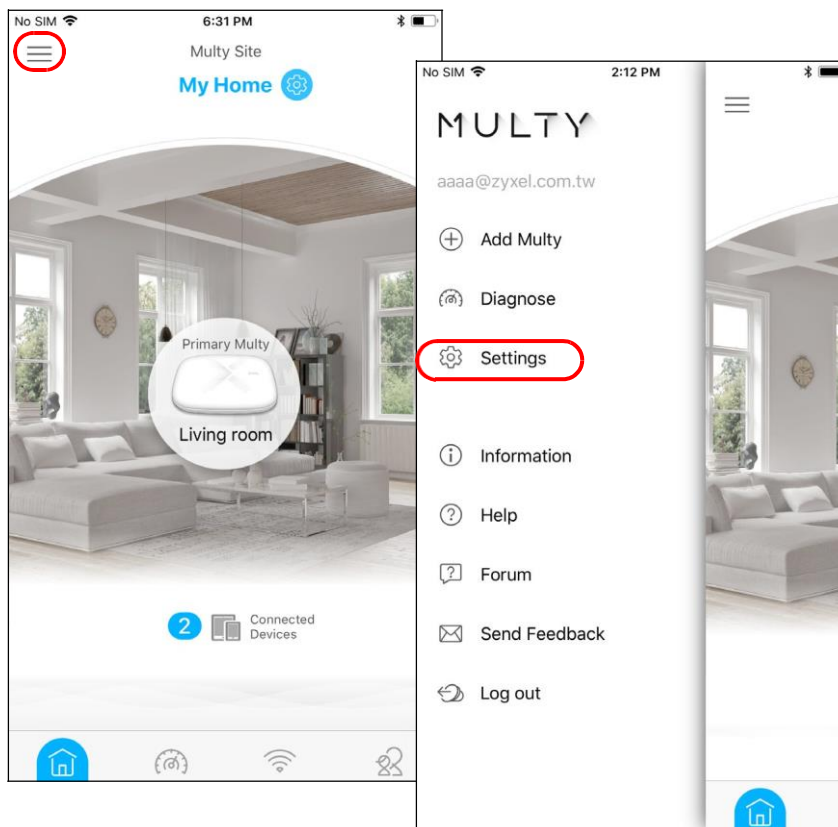 No SIM 6:31 PM
Multy Site
My Home
Primary Multy
Living room
2 Connected
Devices
No SIM 2:12 PM
MULTY
aaaa@zyxel.com.tw
Add Multy
Diagnose
Settings
Information
Help
Forum
Send Feedback
Log out